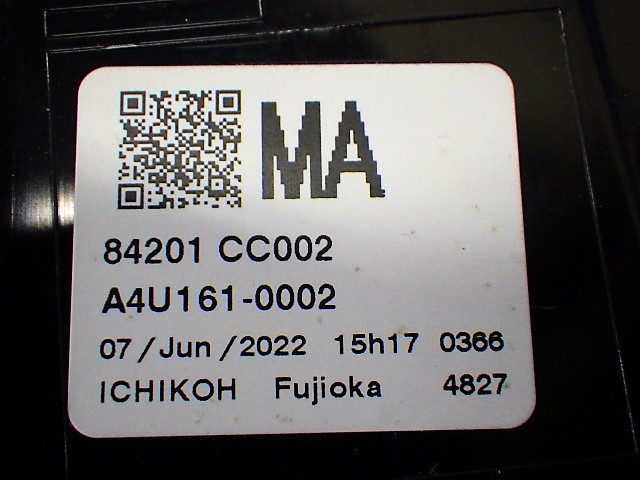 MA
84201 CC002
A4U161-0002
07/Jun/2022 15h17 0366
ICHIKOH Fujioka 4827